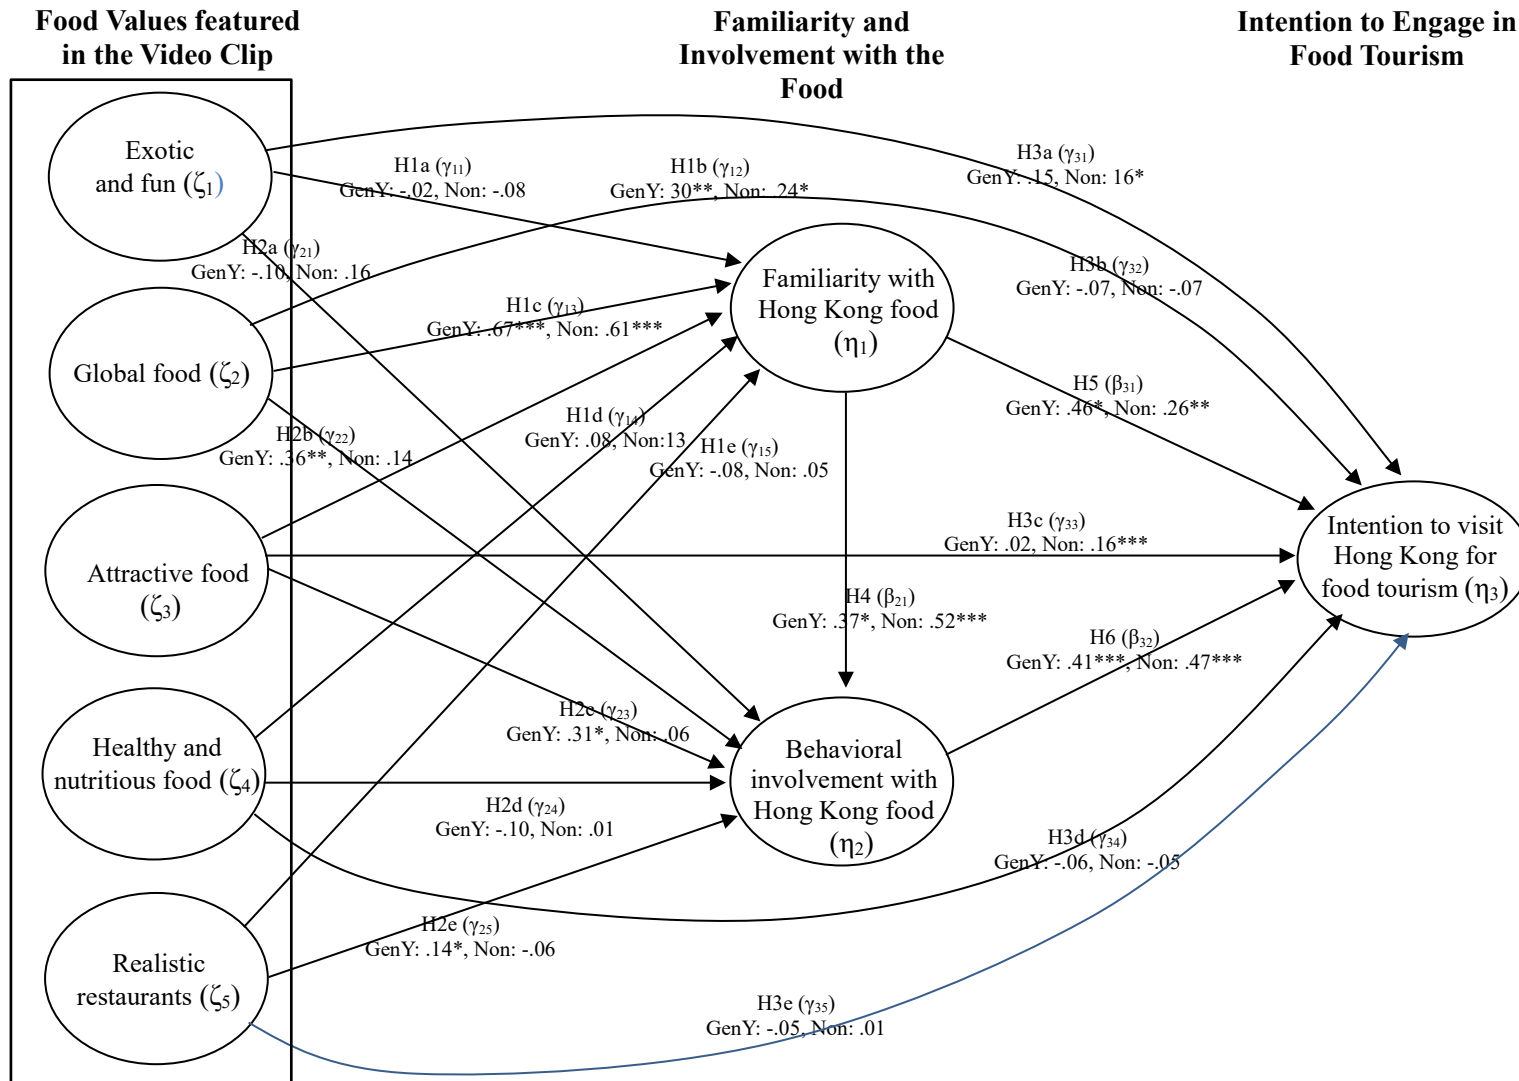 Food Values featured
in the Video Clip
Familiarity and
Involvement with the
Food
Intention to Engage in
Food Tourism
Exotic
and fun (ζ1)
Global food (ζ2)
Attractive food
(ζ3)
Healthy and
nutritious food (ζ4)
Realistic
restaurants (ζ5)
H1a (γ11)
GenY: -.02, Non: -.08
H1b (γ12)
GenY: 30**, Non: .24*
H3a (γ31)
GenY: .15, Non: 16*
H2a (γ21)
GenY: -.10, Non: .16
H3b (γ32)
GenY: -.07, Non: -.07
H1c (γ13)
GenY: .67***, Non: .61***
Familiarity with
Hong Kong food
(η1)
H5 (β31)
GenY: .46*, Non: .26**
H1d (γ14)
GenY: .08, Non:13
H2b (γ22)
GenY: .36**, Non: .14
H1e (γ15)
GenY: -.08, Non: .05
H3c (γ33)
GenY: .02, Non: .16***
Intention to visit
Hong Kong for
food tourism (η3)
H4 (β21)
GenY: .37*, Non: .52***
H6 (β32)
GenY: .41***, Non: .47***
H2c (γ23)
GenY: .31*, Non: .06
Behavioral
involvement with
Hong Kong food
(η2)
H2d (γ24)
GenY: -.10, Non: .01
H3d (γ34)
GenY: -.06, Non: -.05
H2e (γ25)
GenY: .14*, Non: -.06
H3e (γ35)
GenY: -.05, Non: .01